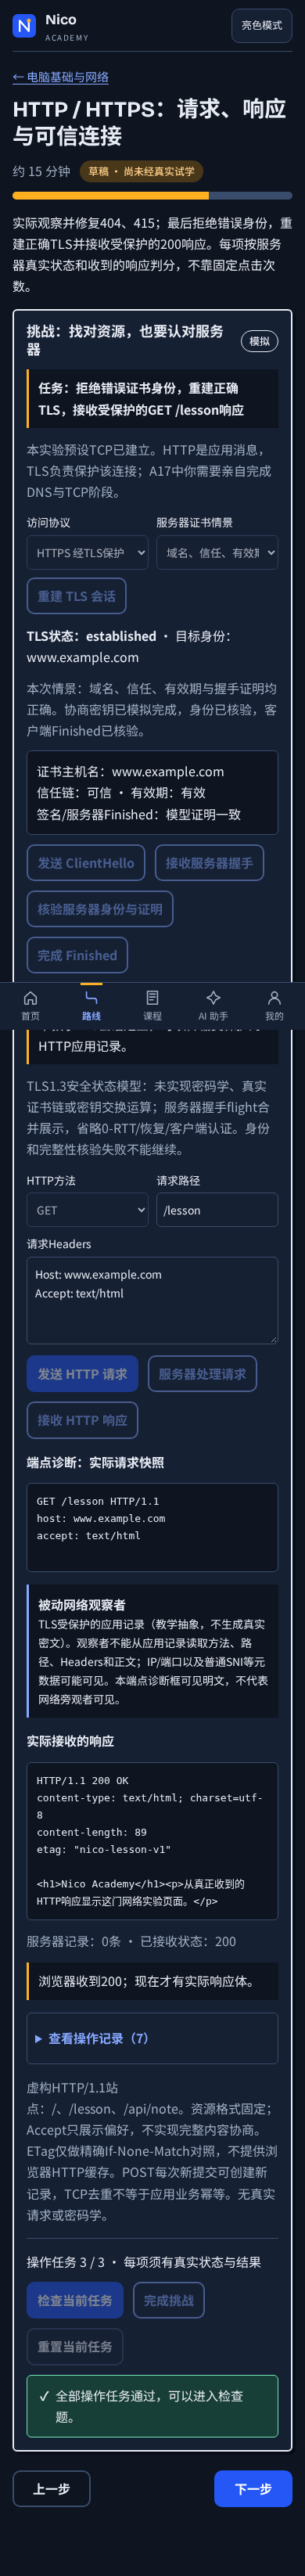 Nico
ACADEMY
亮色模式
← 电脑基础与网络
HTTP / HTTPS：请求、响应
与可信连接
约 15 分钟
草稿 · 尚未经真实试学
实际观察并修复404、415；最后拒绝错误身份，重
建正确TLS并接收受保护的200响应。每项按服务
器真实状态和收到的响应判分，不靠固定点击次
数。
挑战：找对资源，也要认对服务
器
模拟
任务：拒绝错误证书身份，重建正确
TLS，接收受保护的GET /lesson响应
本实验预设TCP已建立。HTTP是应用消息，
TLS负责保护该连接；A17中你需要亲自完成
DNS与TCP阶段。
访问协议
服务器证书情景
HTTPS 经TLS保护
域名、信任、有效期
重建 TLS 会话
TLS状态：established · 目标身份：
www.example.com
本次情景：域名、信任、有效期与握手证明均
正确。协商密钥已模拟完成，身份已核验，客
户端Finished已核验。
证书主机名：www.example.com
信任链：可信 · 有效期：有效
签名/服务器Finished：模型证明一致
发送 ClientHello
接收服务器握手
核验服务器身份与证明
完成 Finished
首页
路线
课程
AI 助手
我的
HTTP应用记录。
TLS1.3安全状态模型：未实现密码学、真实
证书链或密钥交换运算；服务器握手flight合
并展示，省略0-RTT/恢复/客户端认证。身份
和完整性核验失败不能继续。
HTTP方法
请求路径
GET
/lesson
请求Headers
Host: www.example.com
Accept: text/html
发送 HTTP 请求
服务器处理请求
接收 HTTP 响应
端点诊断：实际请求快照
GET /lesson HTTP/1.1
host: www.example.com
accept: text/html
被动网络观察者
TLS受保护的应用记录（教学抽象，不生成真实
密文）。观察者不能从应用记录读取方法、路
径、Headers和正文；IP/端口以及普通SNI等元
数据可能可见。本端点诊断框可见明文，不代表
网络旁观者可见。
实际接收的响应
HTTP/1.1 200 OK
content-type: text/html; charset=utf-
8
content-length: 89
etag: "nico-lesson-v1"
<h1>Nico Academy</h1><p>从真正收到的
HTTP响应显示这门网络实验页面。</p>
服务器记录：0条 · 已接收状态：200
浏览器收到200；现在才有实际响应体。
▶ 查看操作记录（7）
虚构HTTP/1.1站
点：/、/lesson、/api/note。资源格式固定；
Accept只展示偏好，不实现完整内容协商。
ETag仅做精确If-None-Match对照，不提供浏
览器HTTP缓存。POST每次新提交可创建新
记录，TCP去重不等于应用业务幂等。无真实
请求或密码学。
操作任务 3 / 3 · 每项须有真实状态与结果
检查当前任务
完成挑战
重置当前任务
✓ 全部操作任务通过，可以进入检查
题。
上一步
下一步